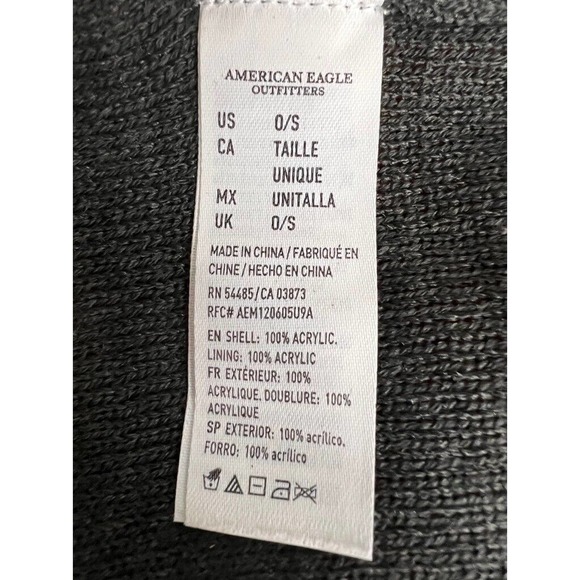 AMERICAN EAGLE
OUTFITTERS
US O/S
CA TAILLE
UNIQUE
MX UNITALLA
UK O/S
MADE IN CHINA / FABRIQUÉ EN
CHINE / HECHO EN CHINA
RN 54485/CA 03873
RFC# AEM120605U9A
EN SHELL: 100% ACRYLIC.
LINING: 100% ACRYLIC
FR EXTÉRIEUR: 100%
ACRYLIQUE. DOUBLURE: 100%
ACRYLIQUE
SP EXTERIOR: 100% acrílico.
FORRO: 100% acrílico